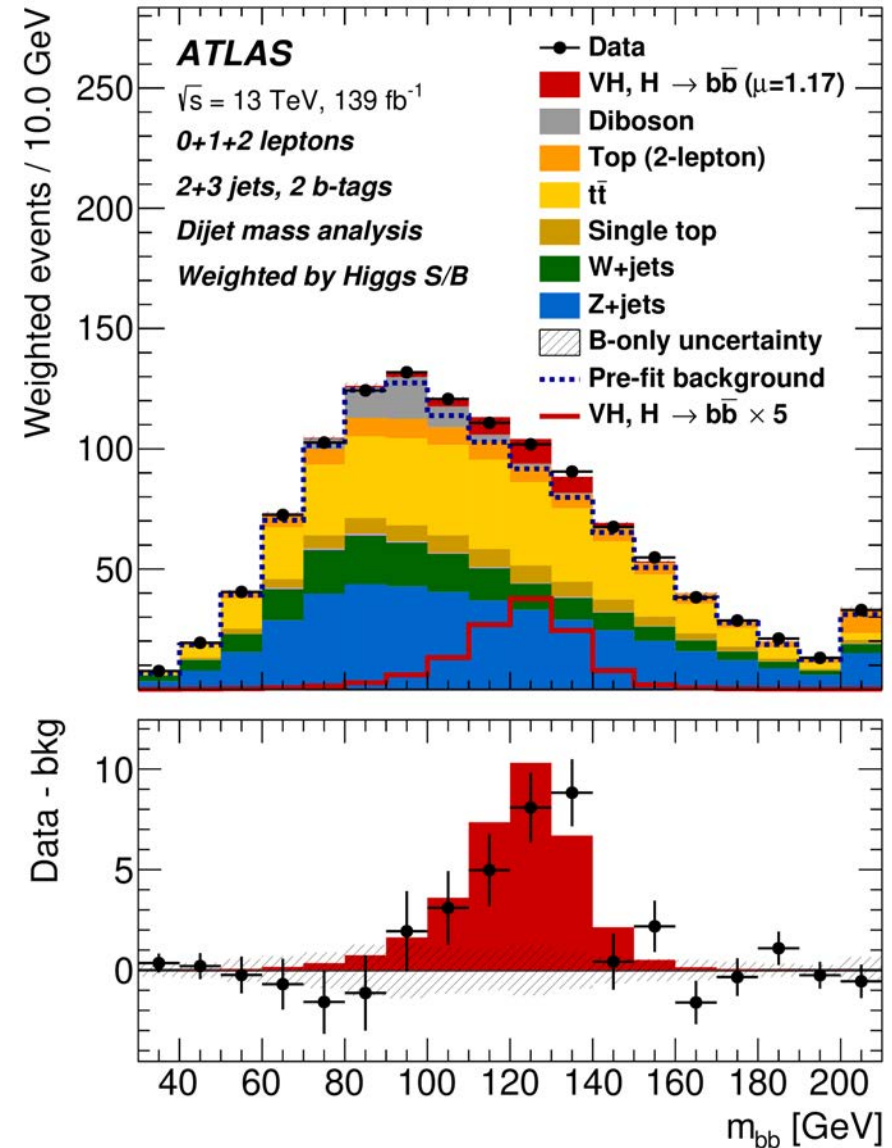 Weighted events / 10.0 GeV
250
200
150
100
50
ATLAS
√s = 13 TeV, 139 fb⁻¹
0+1+2 leptons
2+3 jets, 2 b-tags
Dijet mass analysis
Weighted by Higgs S/B
Data
VH, H → bb̄ (μ=1.17)
Diboson
Top (2-lepton)
tt̄
Single top
W+jets
Z+jets
B-only uncertainty
Pre-fit background
VH, H → bb̄ × 5
Data - bkg
10
5
0
40 60 80 100 120 140 160 180 200
m_bb [GeV]